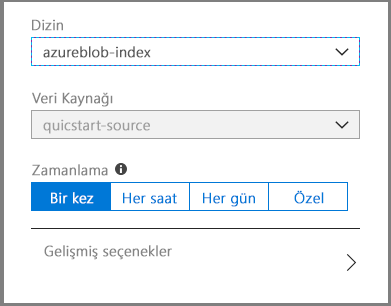 Dizin
azureblob-index
Veri Kaynağı
quicstart-source
Zamanlama
Bir kez Her saat Her gün Özel
Gelişmiş seçenekler